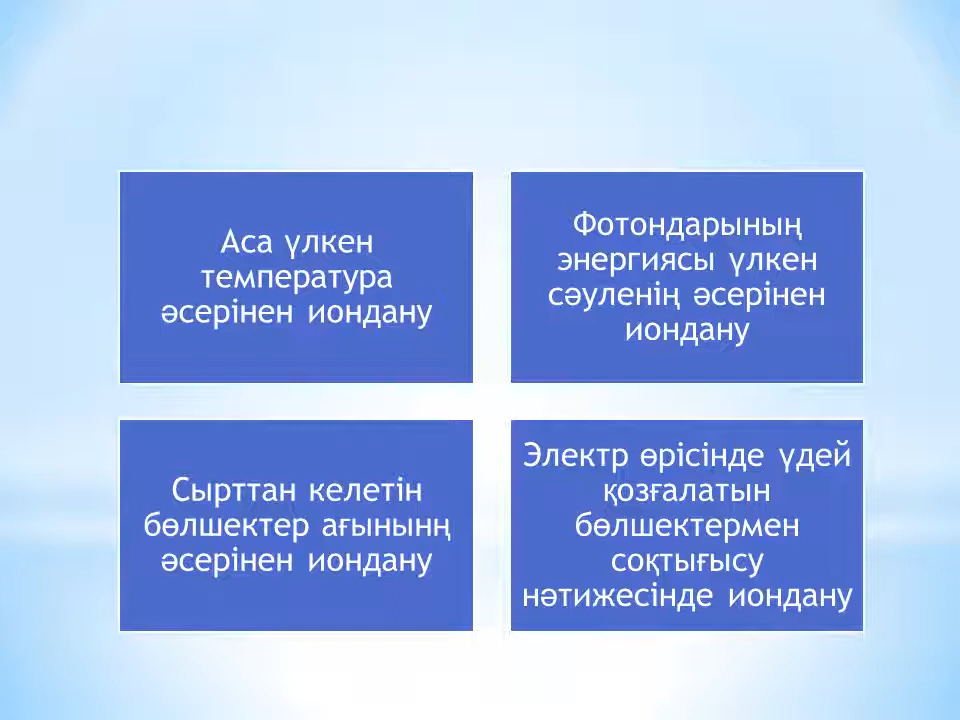 Аса үлкен
температура
әсерінен иондану
Фотондарының
энергиясы үлкен
сәуленің әсерінен
иондану
Сырттан келетін
бөлшектер ағынынң
әсерінен иондану
Электр өрісінде үдей
қозғалатын
бөлшектермен
соқтығысу
нәтижесінде иондану